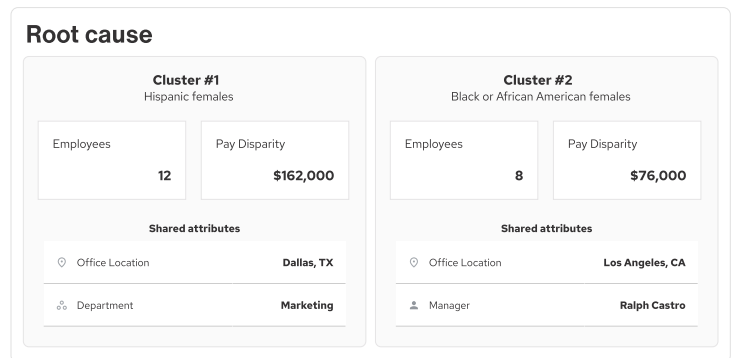 Root cause
Cluster #1
Hispanic females
Employees
12
Pay Disparity
$162,000
Shared attributes
Office Location Dallas, TX
Department Marketing
Cluster #2
Black or African American females
Employees
8
Pay Disparity
$76,000
Shared attributes
Office Location Los Angeles, CA
Manager Ralph Castro